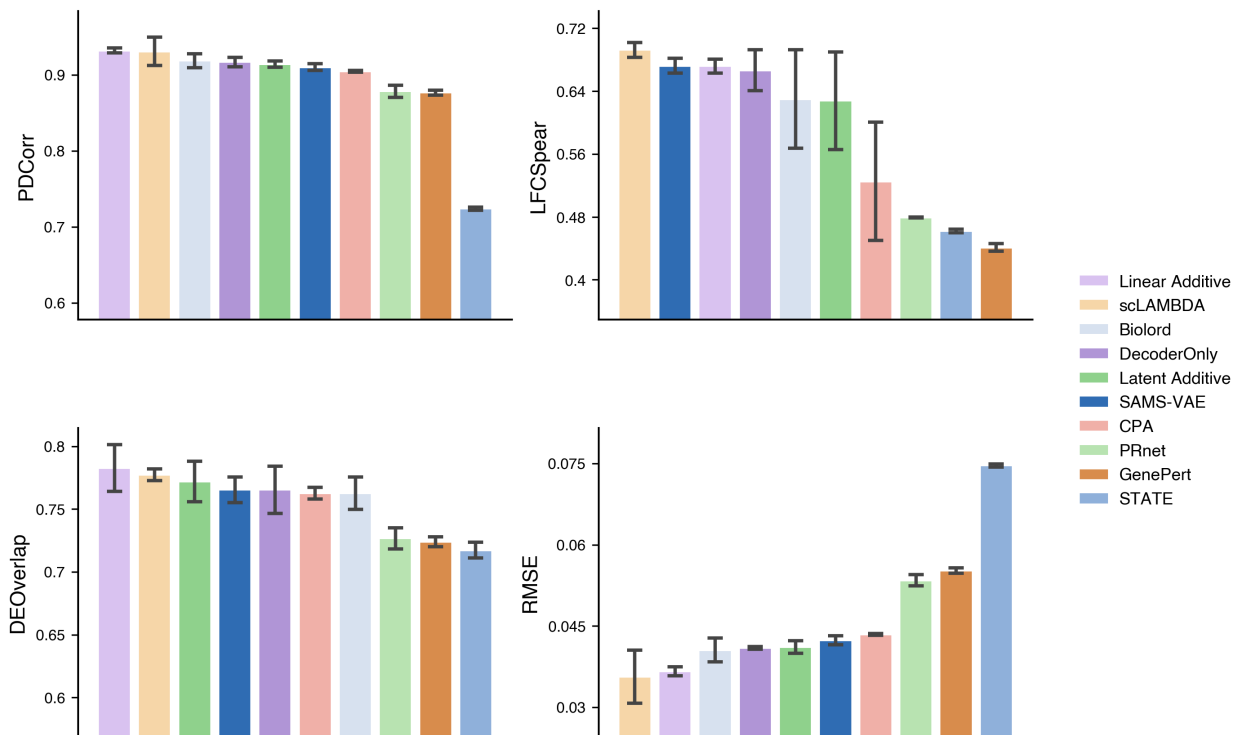 PDCorr
0.9
0.8
0.7
0.6
LFCSpear
0.72
0.64
0.56
0.48
0.4
Linear Additive
scLAMBDA
Biolord
DecoderOnly
Latent Additive
SAMS-VAE
CPA
PRnet
GenePert
STATE
DEOverlap
0.8
0.75
0.7
0.65
0.6
RMSE
0.075
0.06
0.045
0.03